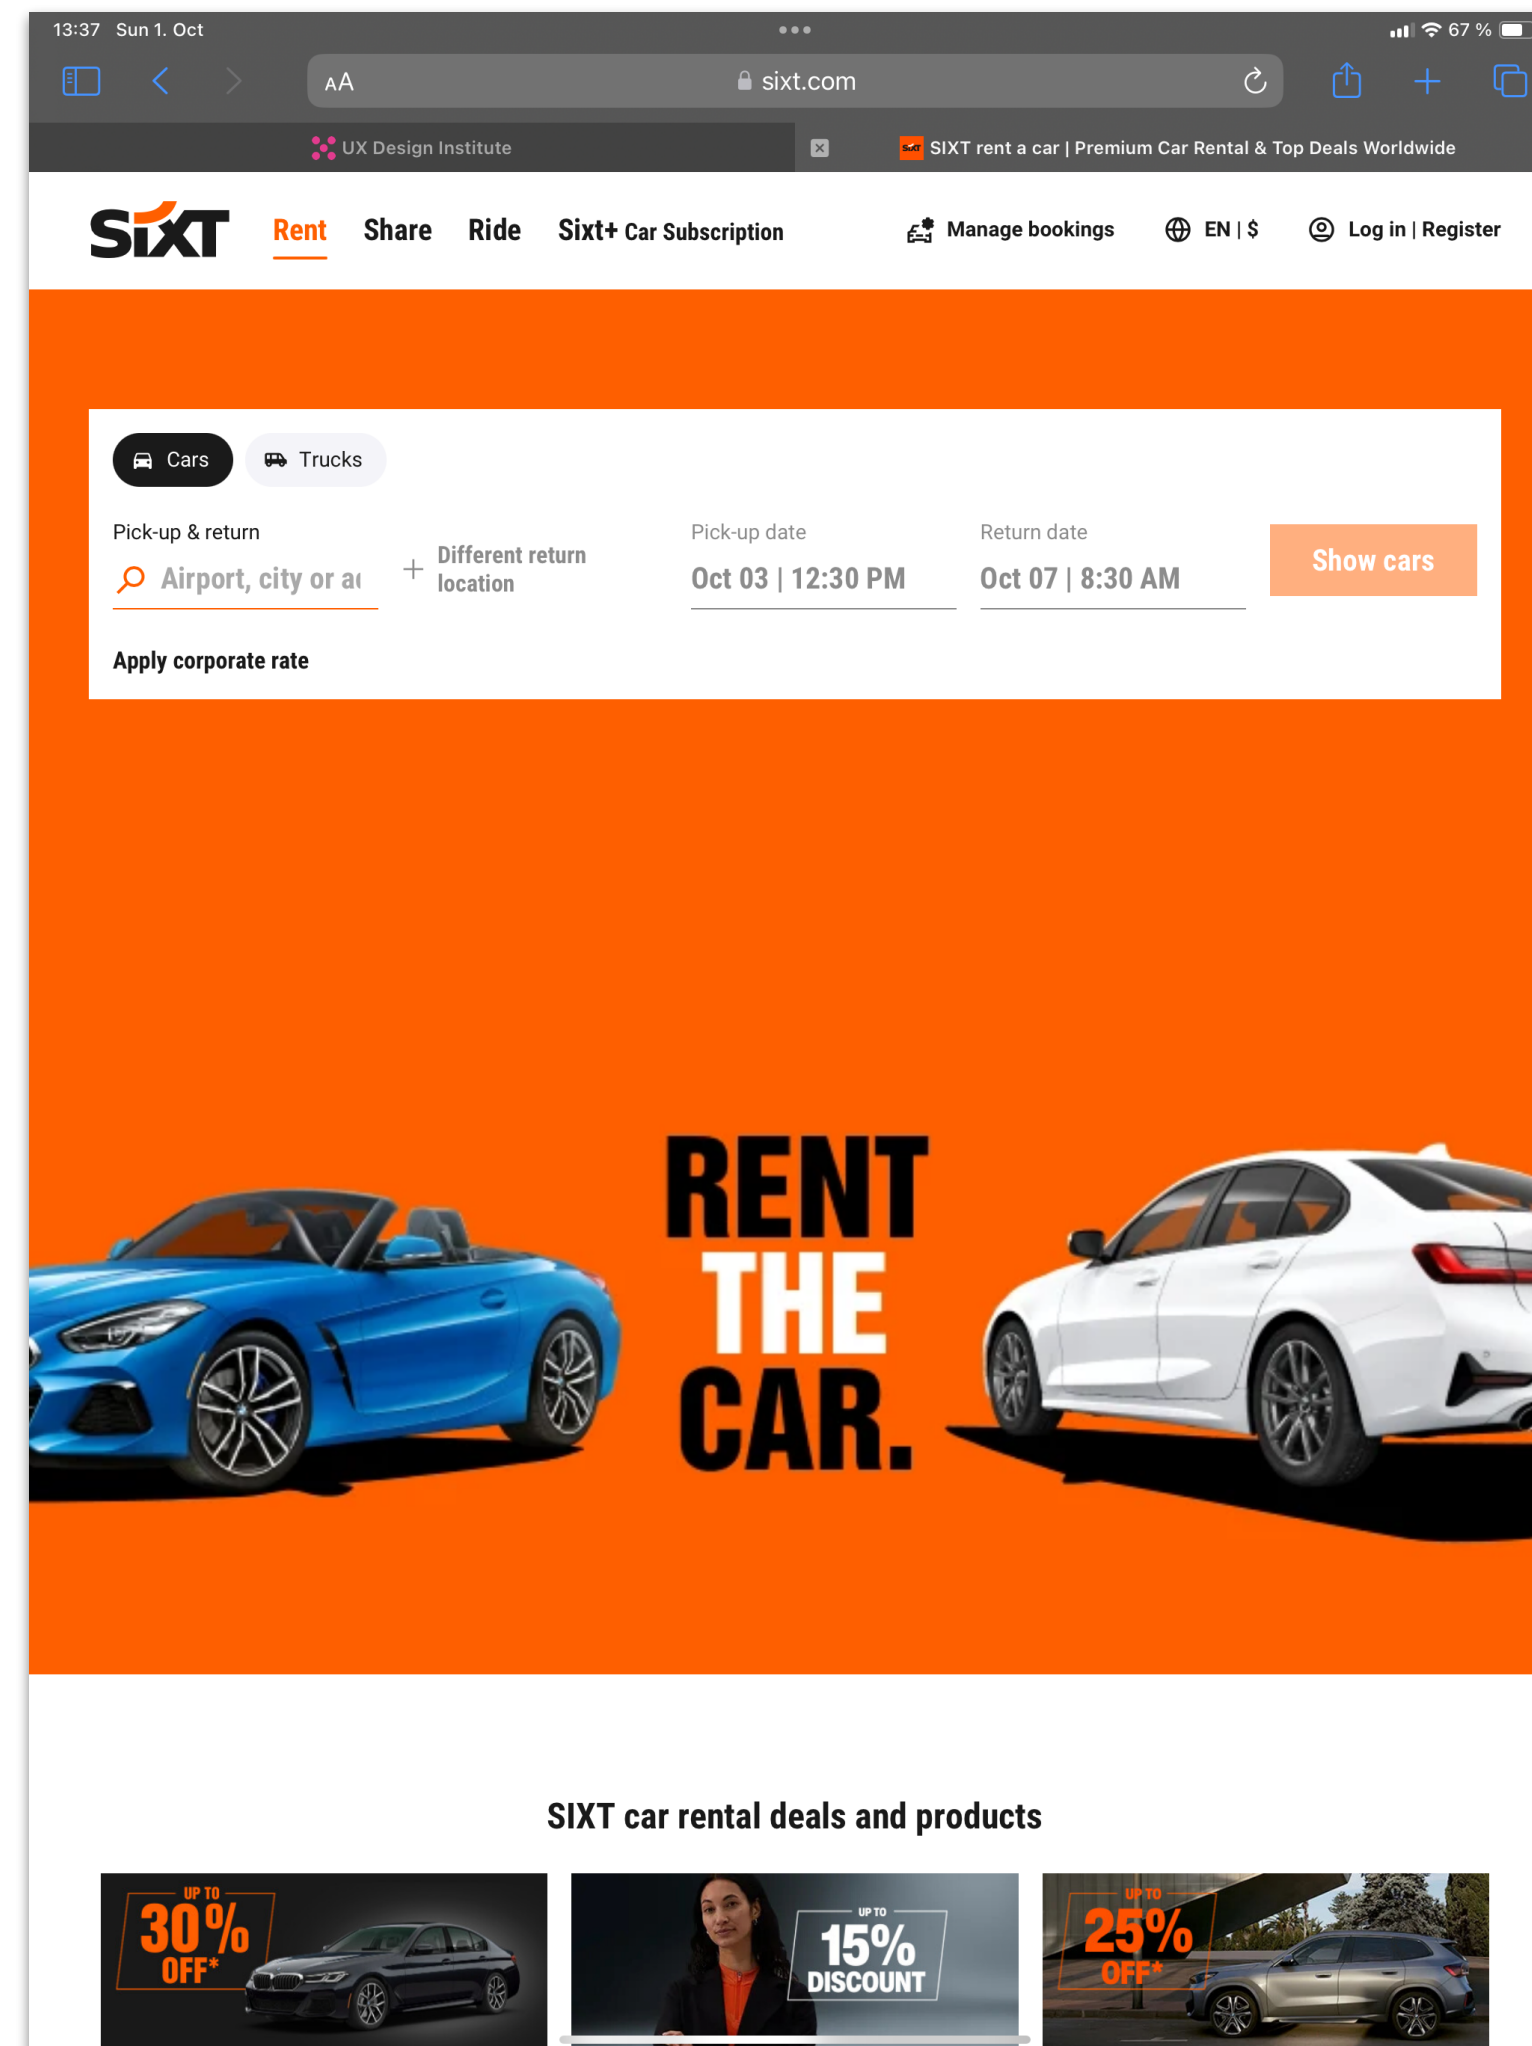 13:37 Sun 1. Oct
67 %
AA
sixt.com
UX Design Institute
SIXT rent a car | Premium Car Rental & Top Deals Worldwide
SIXT
Rent
Share
Ride
Sixt+ Car Subscription
Manage bookings
EN | $
Log in | Register
Cars
Trucks
Pick-up & return
Airport, city or
Different return
location
Pick-up date
Oct 03 | 12:30 PM
Return date
Oct 07 | 8:30 AM
Show cars
Apply corporate rate
RENT
THE
CAR.
SIXT car rental deals and products
UP TO
30%
OFF*
UP TO
15%
DISCOUNT
UP TO
25%
OFF*